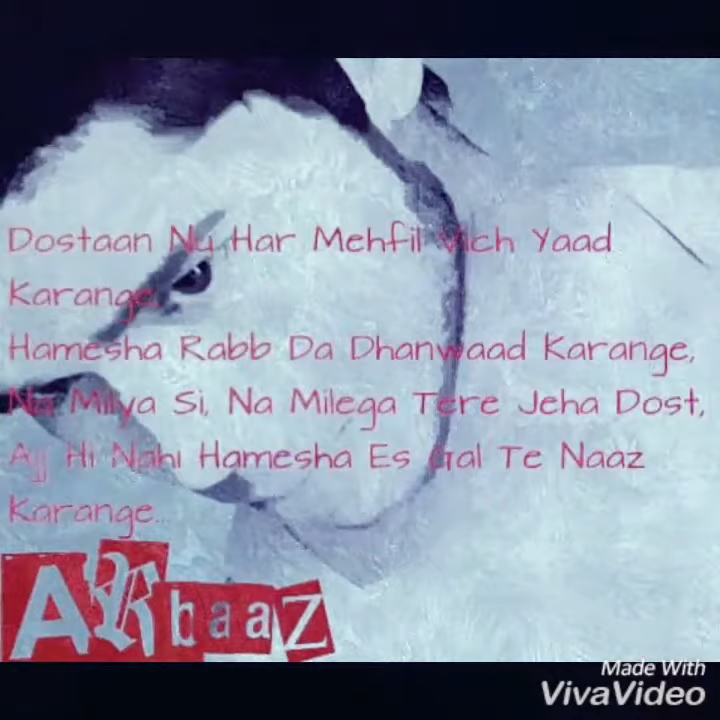 Dostaan Nu Har Mehfil Vich Yaad
Karange,
Hamesha Rabb Da Dhanwaad Karange,
Na Milya Si, Na Milega Tere Jeha Dost,
Ajj Hi Nahi Hamesha Es Gal Te Naaz
Karange...
ARbaaz
Made With
VivaVideo